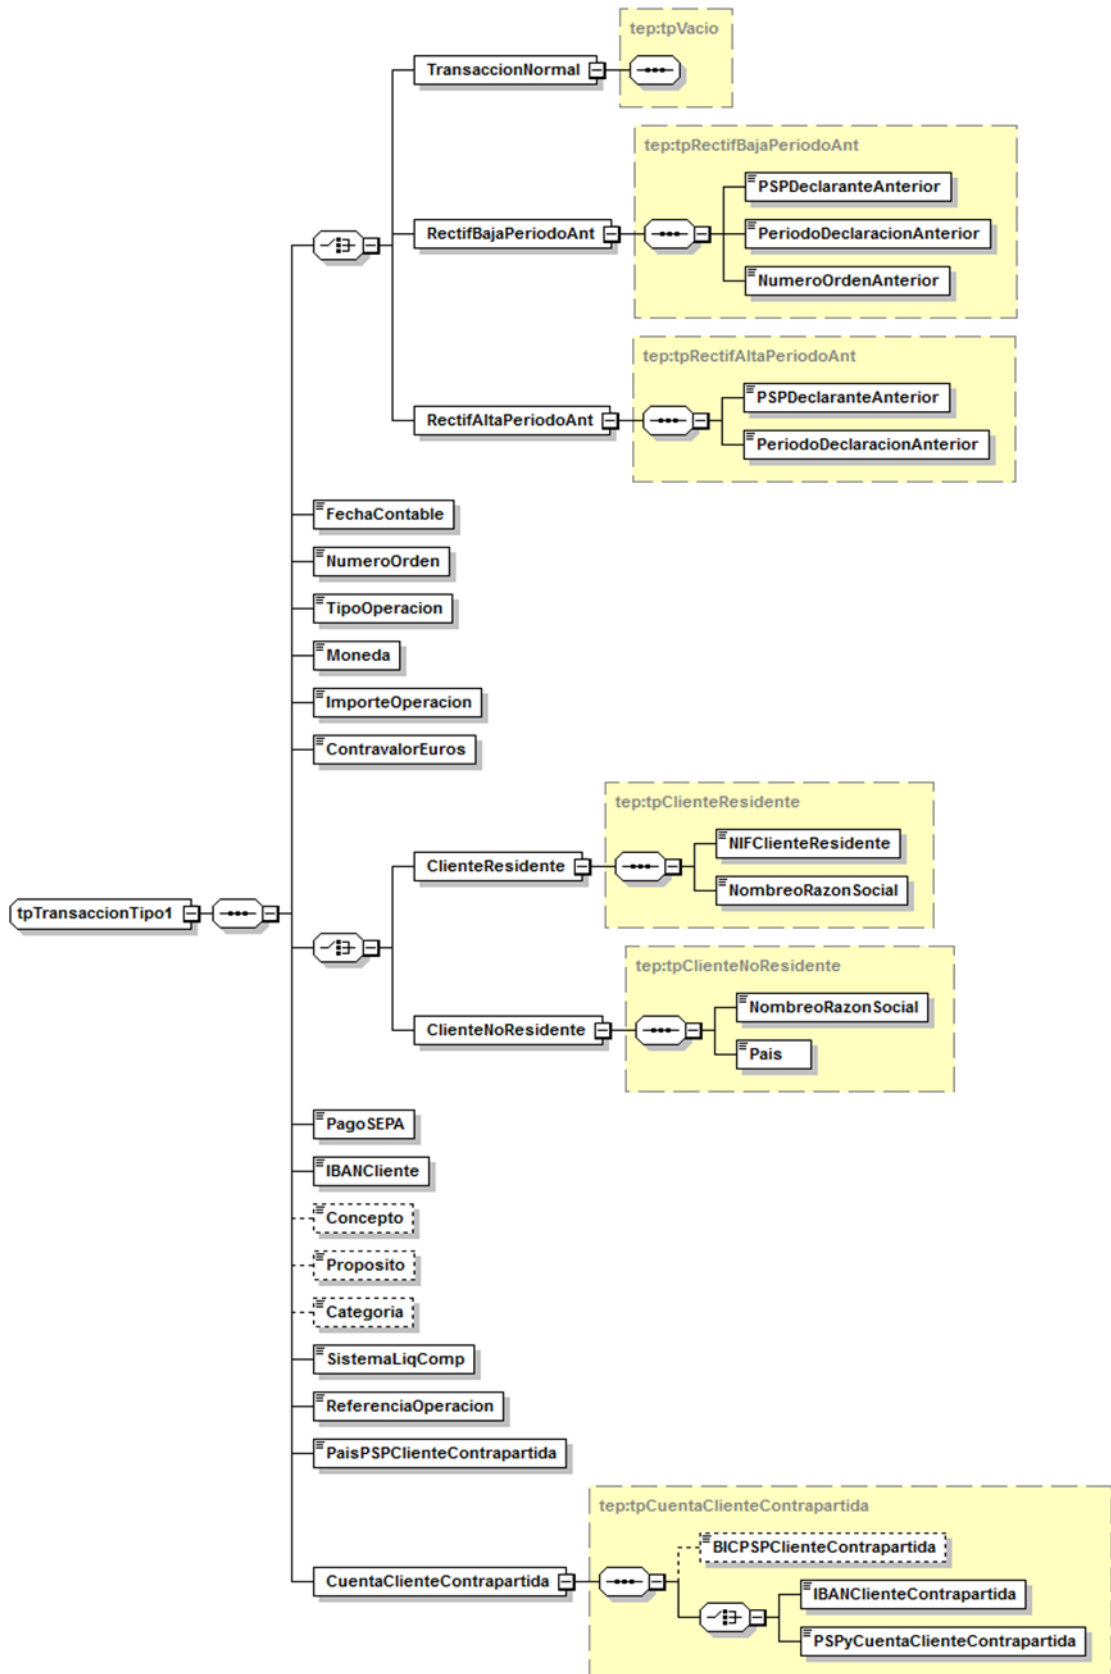 tep:tpVacio
TransaccionNormal
tep:tpRectifBajaPeriodoAnt
PSPDeclaranteAnterior
RectifBajaPeriodoAnt
PeriodoDeclaracionAnterior
NumeroOrdenAnterior
tep:tpRectifAltaPeriodoAnt
PSPDeclaranteAnterior
RectifAltaPeriodoAnt
PeriodoDeclaracionAnterior
FechaContable
NumeroOrden
TipoOperacion
Moneda
ImporteOperacion
ContravalorEuros
tep:tpClienteResidente
NIFClienteResidente
ClienteResidente
NombreoRazonSocial
tpTransaccionTipo1
tep:tpClienteNoResidente
NombreoRazonSocial
ClienteNoResidente
Pais
PagoSEPA
IBANCliente
Concepto
Proposito
Categoria
SistemaLiqComp
ReferenciaOperacion
PaisPSPClienteContrapartida
tep:tpCuentaClienteContrapartida
BICPSPClienteContrapartida
CuentaClienteContrapartida
IBANClienteContrapartida
PSPyCuentaClienteContrapartida